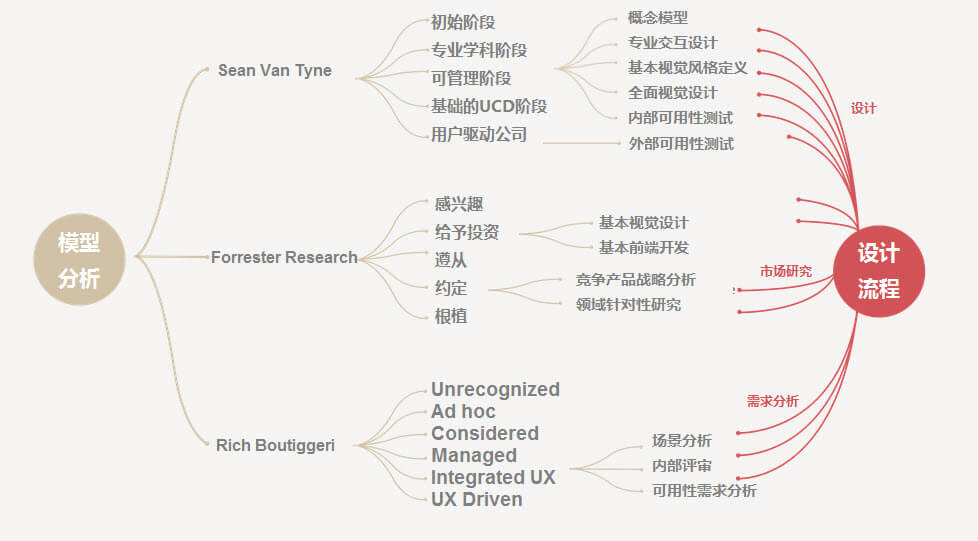 模型
分析
Sean Van Tyne
初始阶段
专业学科阶段
可管理阶段
基础的UCD阶段
用户驱动公司
概念模型
专业交互设计
基本视觉风格定义
全面视觉设计
内部可用性测试
外部可用性测试
设计
Forrester Research
感兴趣
给予投资
遵从
约定
根植
基本视觉设计
基本前端开发
竞争产品战略分析
领域针对性研究
市场研究
设计
流程
Rich Boutiggeri
Unrecognized
Ad hoc
Considered
Managed
Integrated UX
UX Driven
场景分析
内部评审
可用性需求分析
需求分析